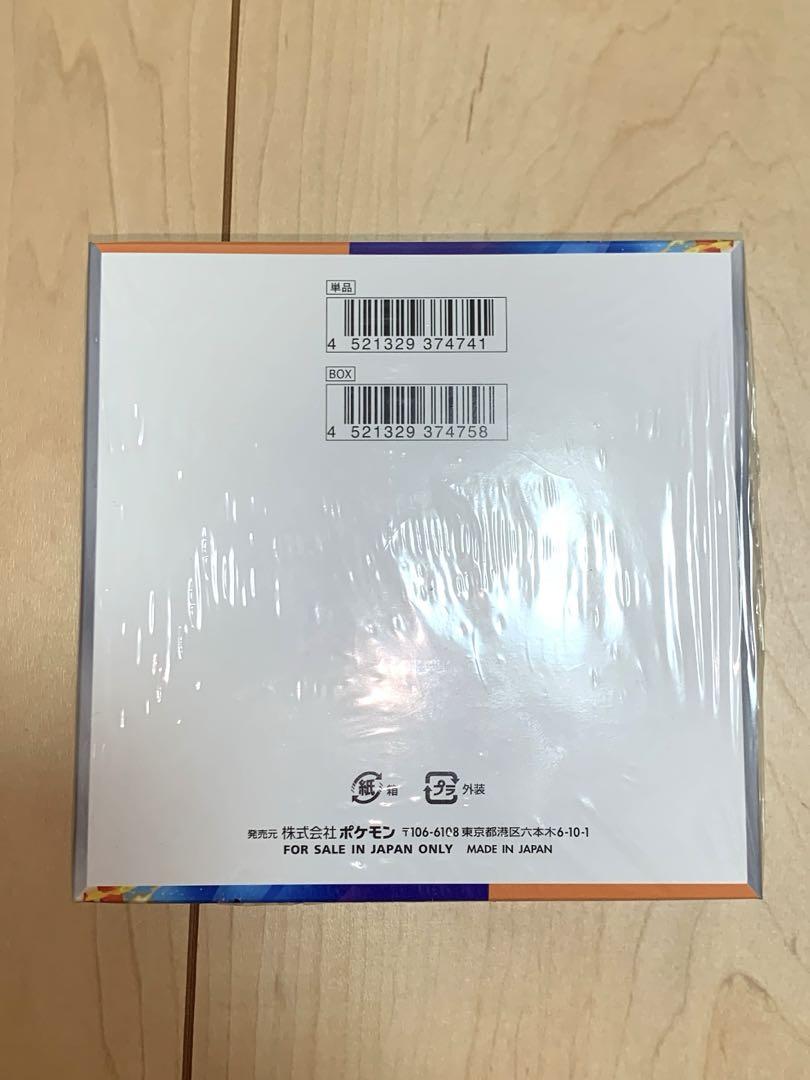 単品
4 521329 374741
BOX
4 521329 374758
紙 箱 プラ 外装
発売元 株式会社ポケモン 〒106-6108 東京都港区六本木6-10-1
FOR SALE IN JAPAN ONLY MADE IN JAPAN